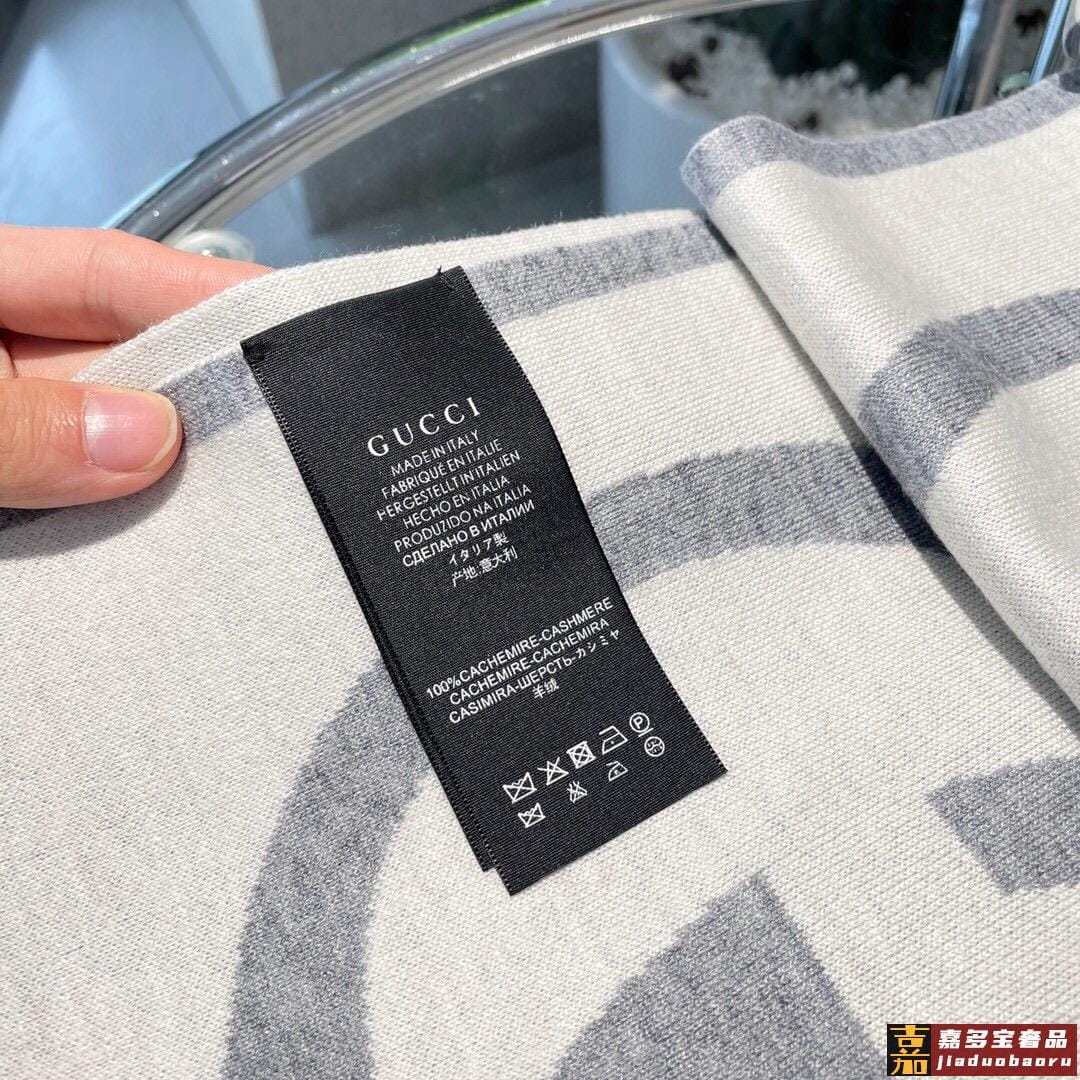 GUCCI
MADE IN ITALY
FABRIQUÉ EN ITALIE
HERGESTELLT IN ITALIEN
HECHO EN ITALIA
PRODUZIDO NA ITALIA
СДЕЛАНО В ИТАЛИИ
イタリア製
产地:意大利
100%CACHEMIRE-CASHMERE
CACHEMIRE-CACHEMIRA
CASIMIRA-ШЕРСТЬ-カシミヤ
羊绒
P
吉茄
嘉多宝奢品
jiaduobaoru